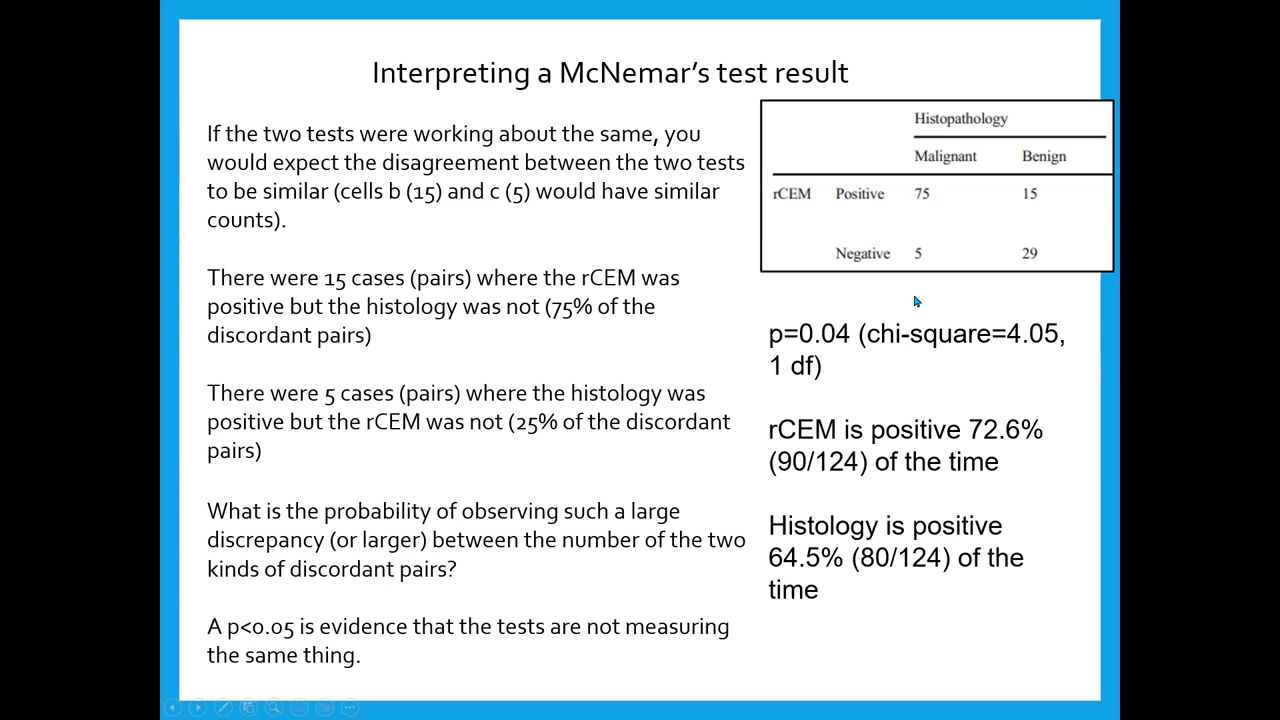 Interpreting a McNemar's test result
If the two tests were working about the same, you
would expect the disagreement between the two tests
to be similar (cells b (15) and c (5) would have similar
counts).
There were 15 cases (pairs) where the rCEM was
positive but the histology was not (75% of the
discordant pairs)
There were 5 cases (pairs) where the histology was
positive but the rCEM was not (25% of the discordant
pairs)
What is the probability of observing such a large
discrepancy (or larger) between the number of the two
kinds of discordant pairs?
A p<0.05 is evidence that the tests are not measuring
the same thing.
Histopathology
Malignant Benign
rCEM Positive 75 15
Negative 5 29
p=0.04 (chi-square=4.05,
1 df)
rCEM is positive 72.6%
(90/124) of the time
Histology is positive
64.5% (80/124) of the
time